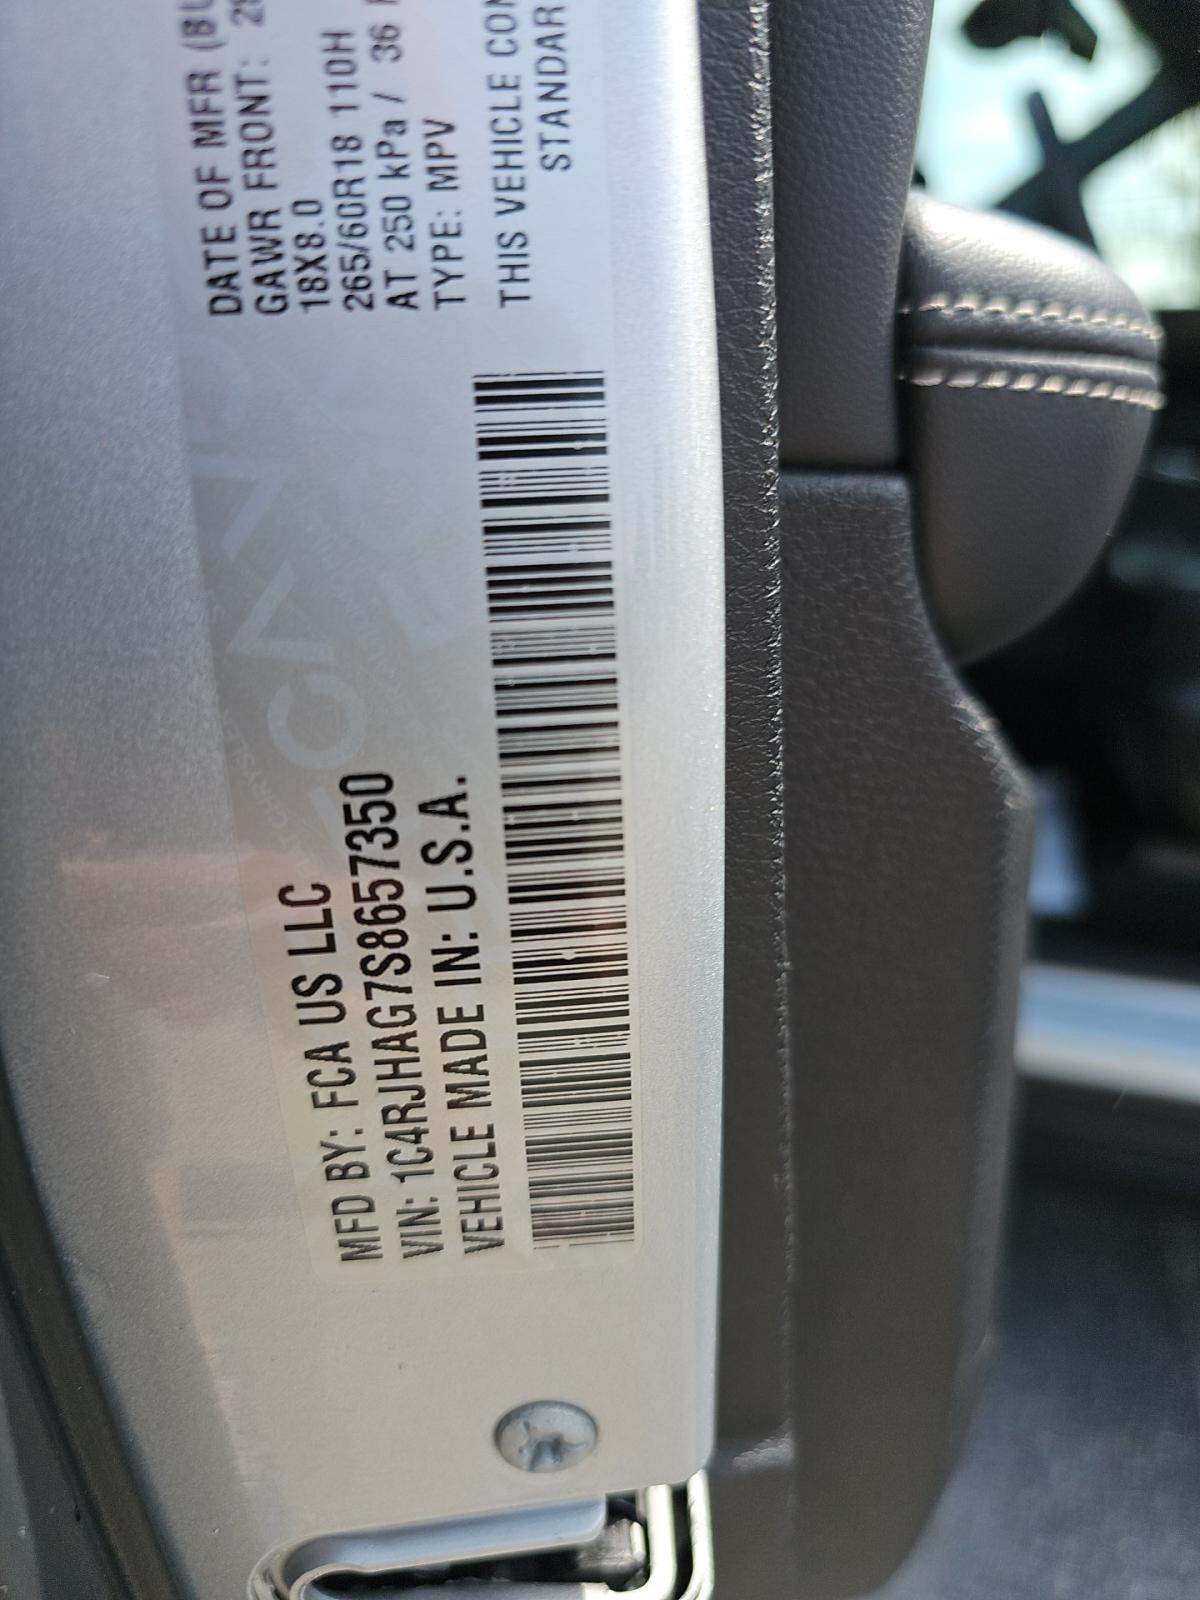 MFD BY: FCA US LLC
VIN: 1C4RJHAG7S8657350
VEHICLE MADE IN: U.S.A.
DATE OF MFR
GAWR FRONT:
18X8.0
265/60R18 110H
AT 250 kPa / 36
TYPE: MPV
THIS VEHICLE CON
STANDAR